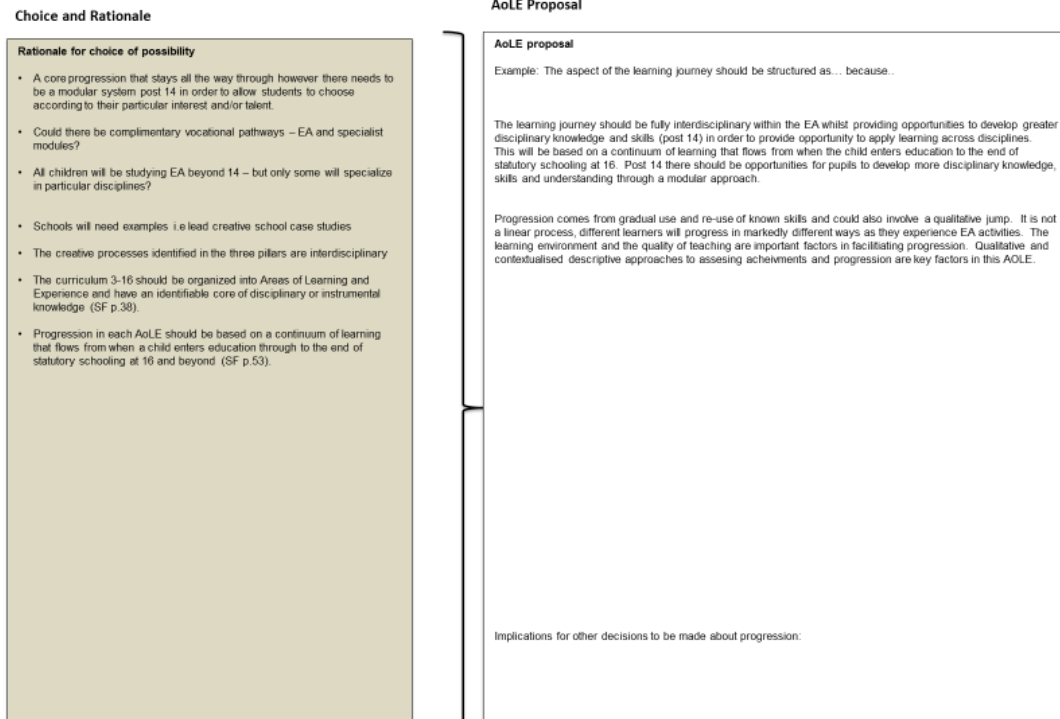 Choice and Rationale
Rationale for choice of possibility
• A core progression that stays all the way through however there needs to
be a modular system post 14 in order to allow students to choose
according to their particular interest and/or talent.
• Could there be complimentary vocational pathways – EA and specialist
modules?
• All children will be studying EA beyond 14 – but only some will specialize
in particular disciplines?
• Schools will need examples i.e lead creative school case studies
• The creative processes identified in the three pillars are interdisciplinary
• The curriculum 3-16 should be organized into Areas of Learning and
Experience and have an identifiable core of disciplinary or instrumental
knowledge (SF p.38).
• Progression in each AoLE should be based on a continuum of learning
that flows from when a child enters education through to the end of
statutory schooling at 16 and beyond (SF p.53).
AoLE Proposal
AoLE proposal
Example: The aspect of the learning journey should be structured as... because..
The learning journey should be fully interdisciplinary within the EA whilst providing opportunities to develop greater
disciplinary knowledge and skills (post 14) in order to provide opportunity to apply learning across disciplines.
This will be based on a continuum of learning that flows from when the child enters education to the end of
statutory schooling at 16. Post 14 there should be opportunities for pupils to develop more disciplinary knowledge,
skills and understanding through a modular approach.
Progression comes from gradual use and re-use of known skills and could also involve a qualitative jump. It is not
a linear process, different learners will progress in markedly different ways as they experience EA activities. The
learning environment and the quality of teaching are important factors in facilitiating progression. Qualitative and
contextualised descriptive approaches to assesing acheivments and progression are key factors in this AOLE.
Implications for other decisions to be made about progression: